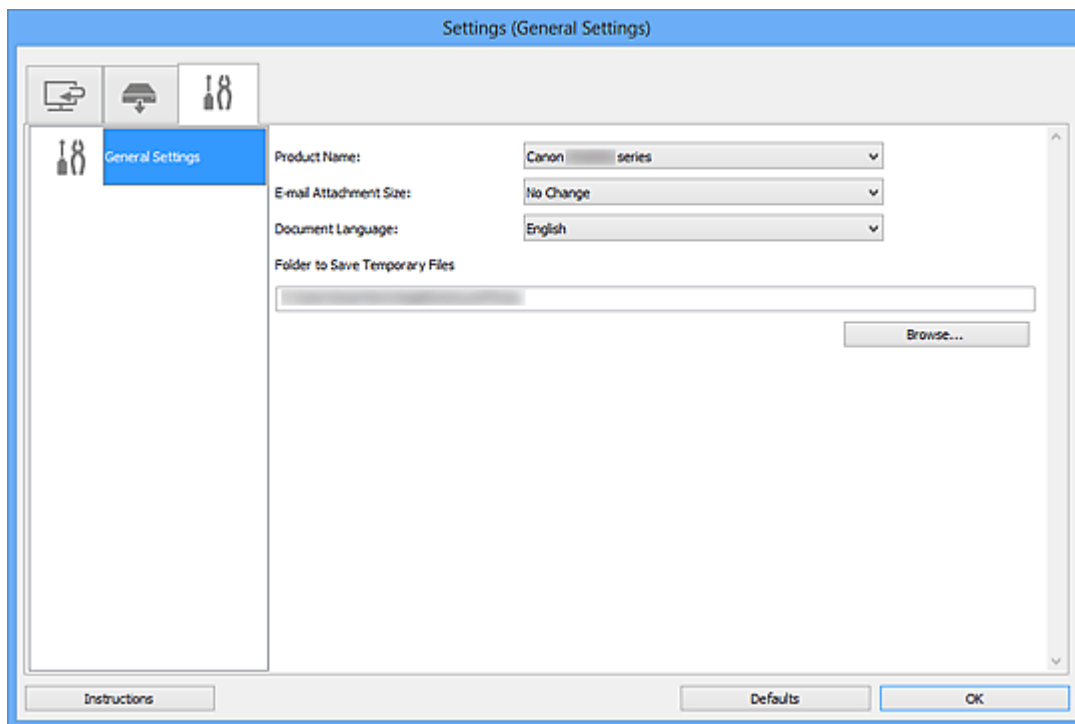 Settings (General Settings)
General Settings
Product Name:
Canon series
E-mail Attachment Size:
No Change
Document Language:
English
Folder to Save Temporary Files
Browse...
Instructions
Defaults
OK